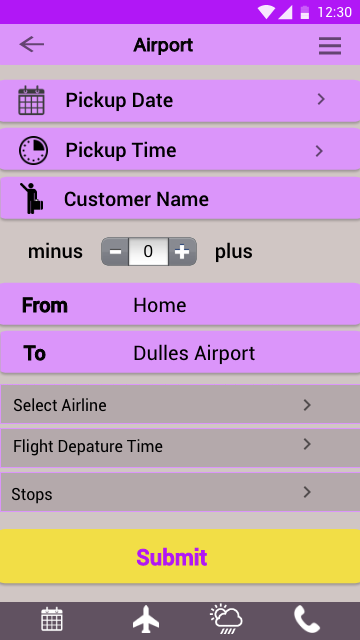 12:30
Airport
Pickup Date
Pickup Time
Customer Name
minus 0 plus
From Home
To Dulles Airport
Select Airline
Flight Depature Time
Stops
Submit